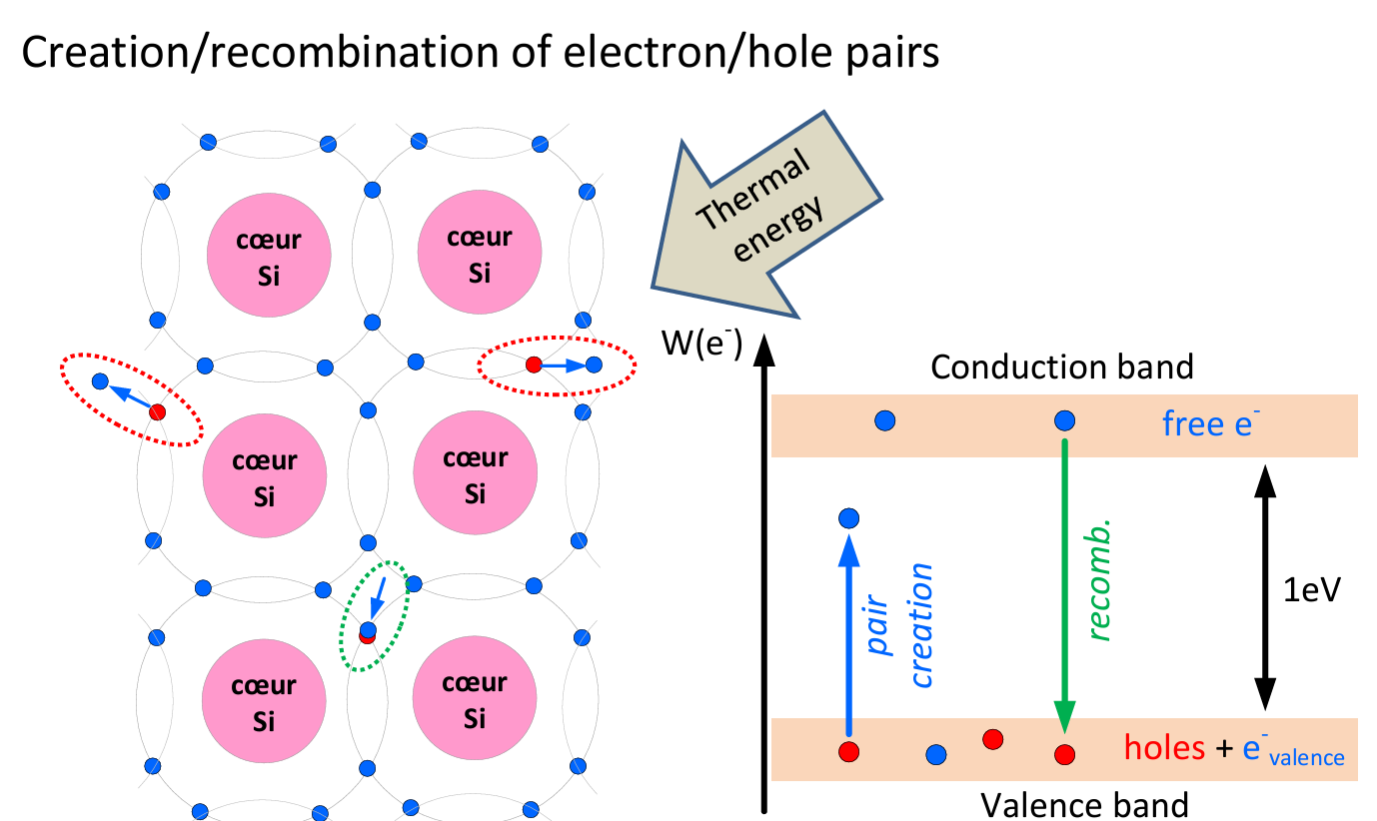 Creation/recombination of electron/hole pairs
cœur
Si
cœur
Si
Thermal
energy
cœur
Si
cœur
Si
cœur
Si
cœur
Si
W(e⁻)
Conduction band
free e⁻
pair
creation
recomb.
1eV
holes + e⁻valence
Valence band